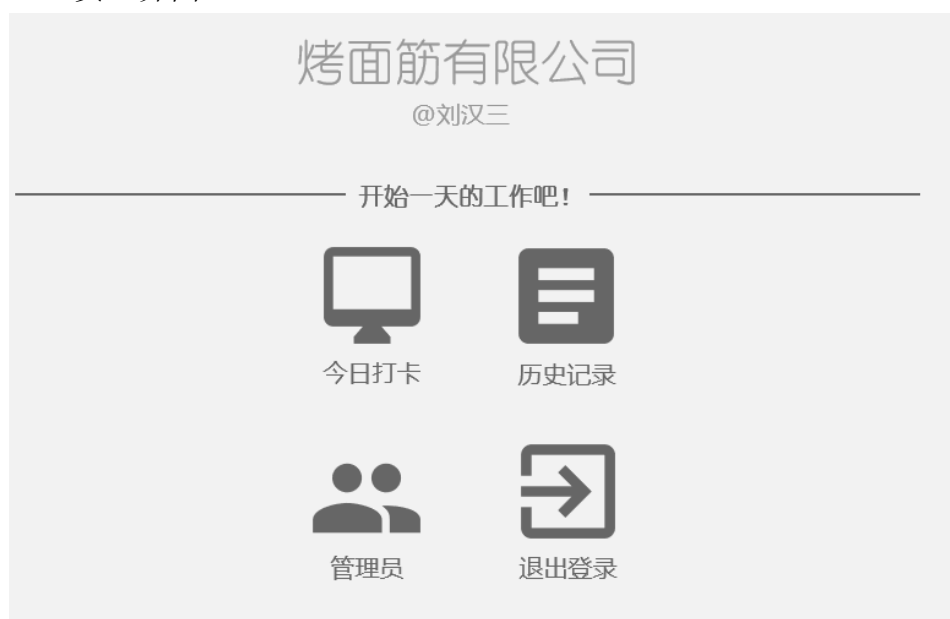 烤面筋有限公司
@刘汉三
开始一天的工作吧！
今日打卡 历史记录
管理员 退出登录